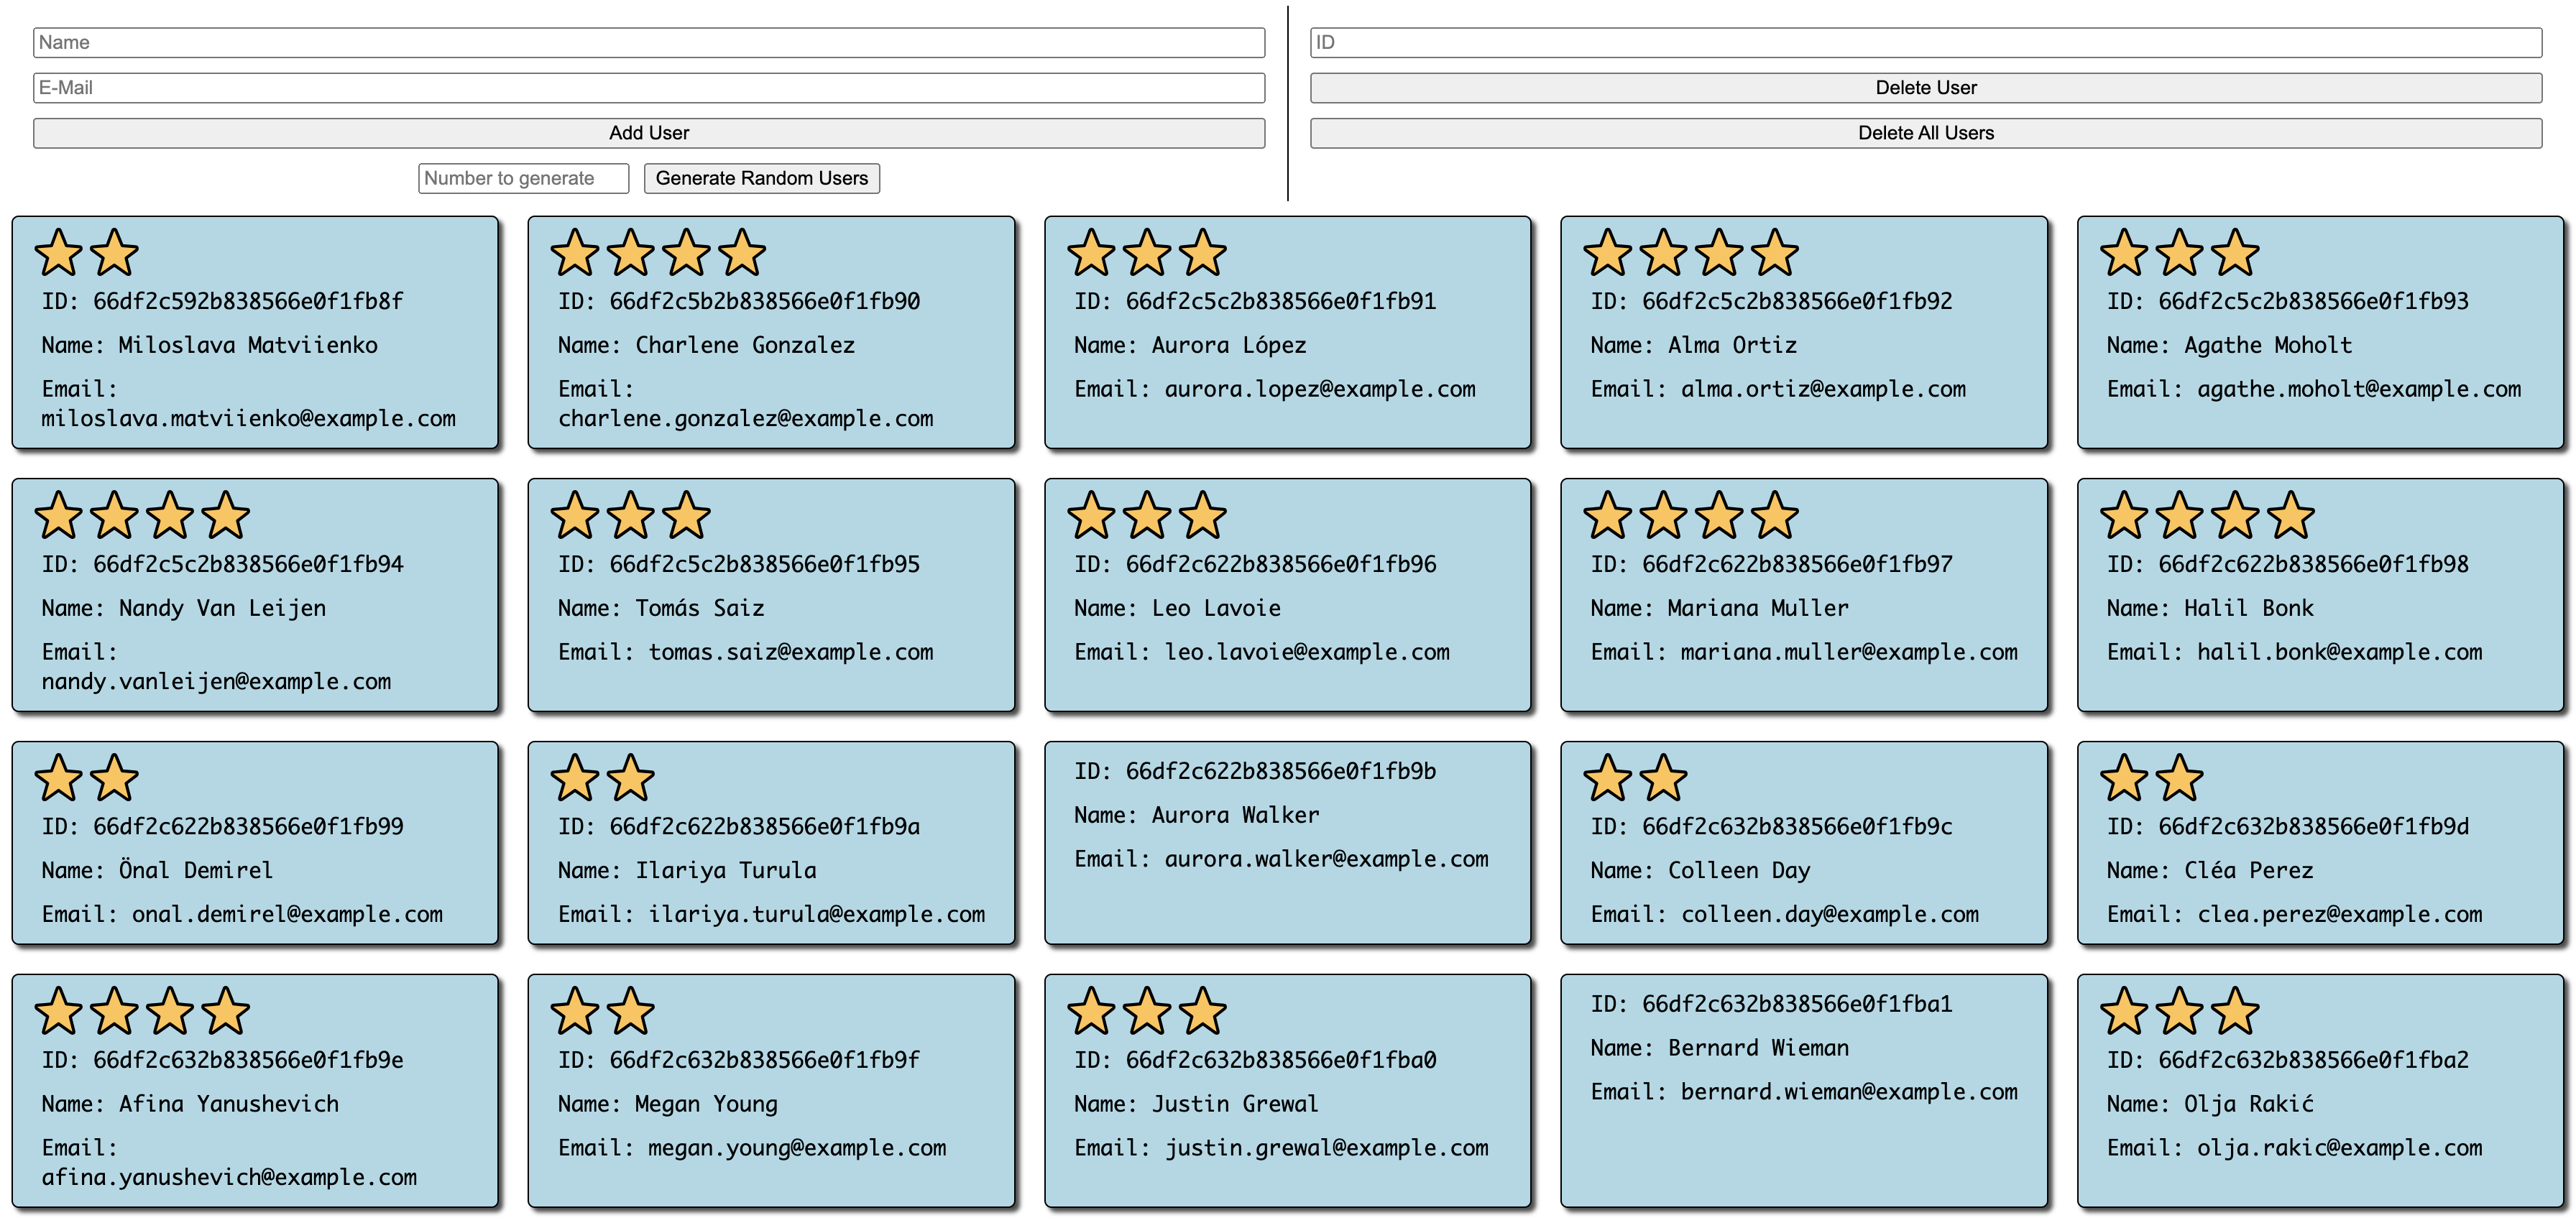 Name
E-Mail
Add User
Number to generate
Generate Random Users
ID
Delete User
Delete All Users
ID: 66df2c592b838566e0f1fb8f
Name: Miloslava Matviienko
Email:
miloslava.matviienko@example.com
ID: 66df2c5b2b838566e0f1fb90
Name: Charlene Gonzalez
Email:
charlene.gonzalez@example.com
ID: 66df2c5c2b838566e0f1fb91
Name: Aurora López
Email: aurora.lopez@example.com
ID: 66df2c5c2b838566e0f1fb92
Name: Alma Ortiz
Email: alma.ortiz@example.com
ID: 66df2c5c2b838566e0f1fb93
Name: Agathe Moholt
Email: agathe.moholt@example.com
ID: 66df2c5c2b838566e0f1fb94
Name: Nandy Van Leijen
Email:
nandy.vanleijen@example.com
ID: 66df2c5c2b838566e0f1fb95
Name: Tomás Saiz
Email: tomas.saiz@example.com
ID: 66df2c622b838566e0f1fb96
Name: Leo Lavoie
Email: leo.lavoie@example.com
ID: 66df2c622b838566e0f1fb97
Name: Mariana Muller
Email: mariana.muller@example.com
ID: 66df2c622b838566e0f1fb98
Name: Halil Bonk
Email: halil.bonk@example.com
ID: 66df2c622b838566e0f1fb99
Name: Önal Demirel
Email: onal.demirel@example.com
ID: 66df2c622b838566e0f1fb9a
Name: Ilariya Turula
Email: ilariya.turula@example.com
ID: 66df2c622b838566e0f1fb9b
Name: Aurora Walker
Email: aurora.walker@example.com
ID: 66df2c632b838566e0f1fb9c
Name: Colleen Day
Email: colleen.day@example.com
ID: 66df2c632b838566e0f1fb9d
Name: Cléa Perez
Email: clea.perez@example.com
ID: 66df2c632b838566e0f1fb9e
Name: Afina Yanushevich
Email:
afina.yanushevich@example.com
ID: 66df2c632b838566e0f1fb9f
Name: Megan Young
Email: megan.young@example.com
ID: 66df2c632b838566e0f1fba0
Name: Justin Grewal
Email: justin.grewal@example.com
ID: 66df2c632b838566e0f1fba1
Name: Bernard Wieman
Email: bernard.wieman@example.com
ID: 66df2c632b838566e0f1fba2
Name: Olja Rakić
Email: olja.rakic@example.com